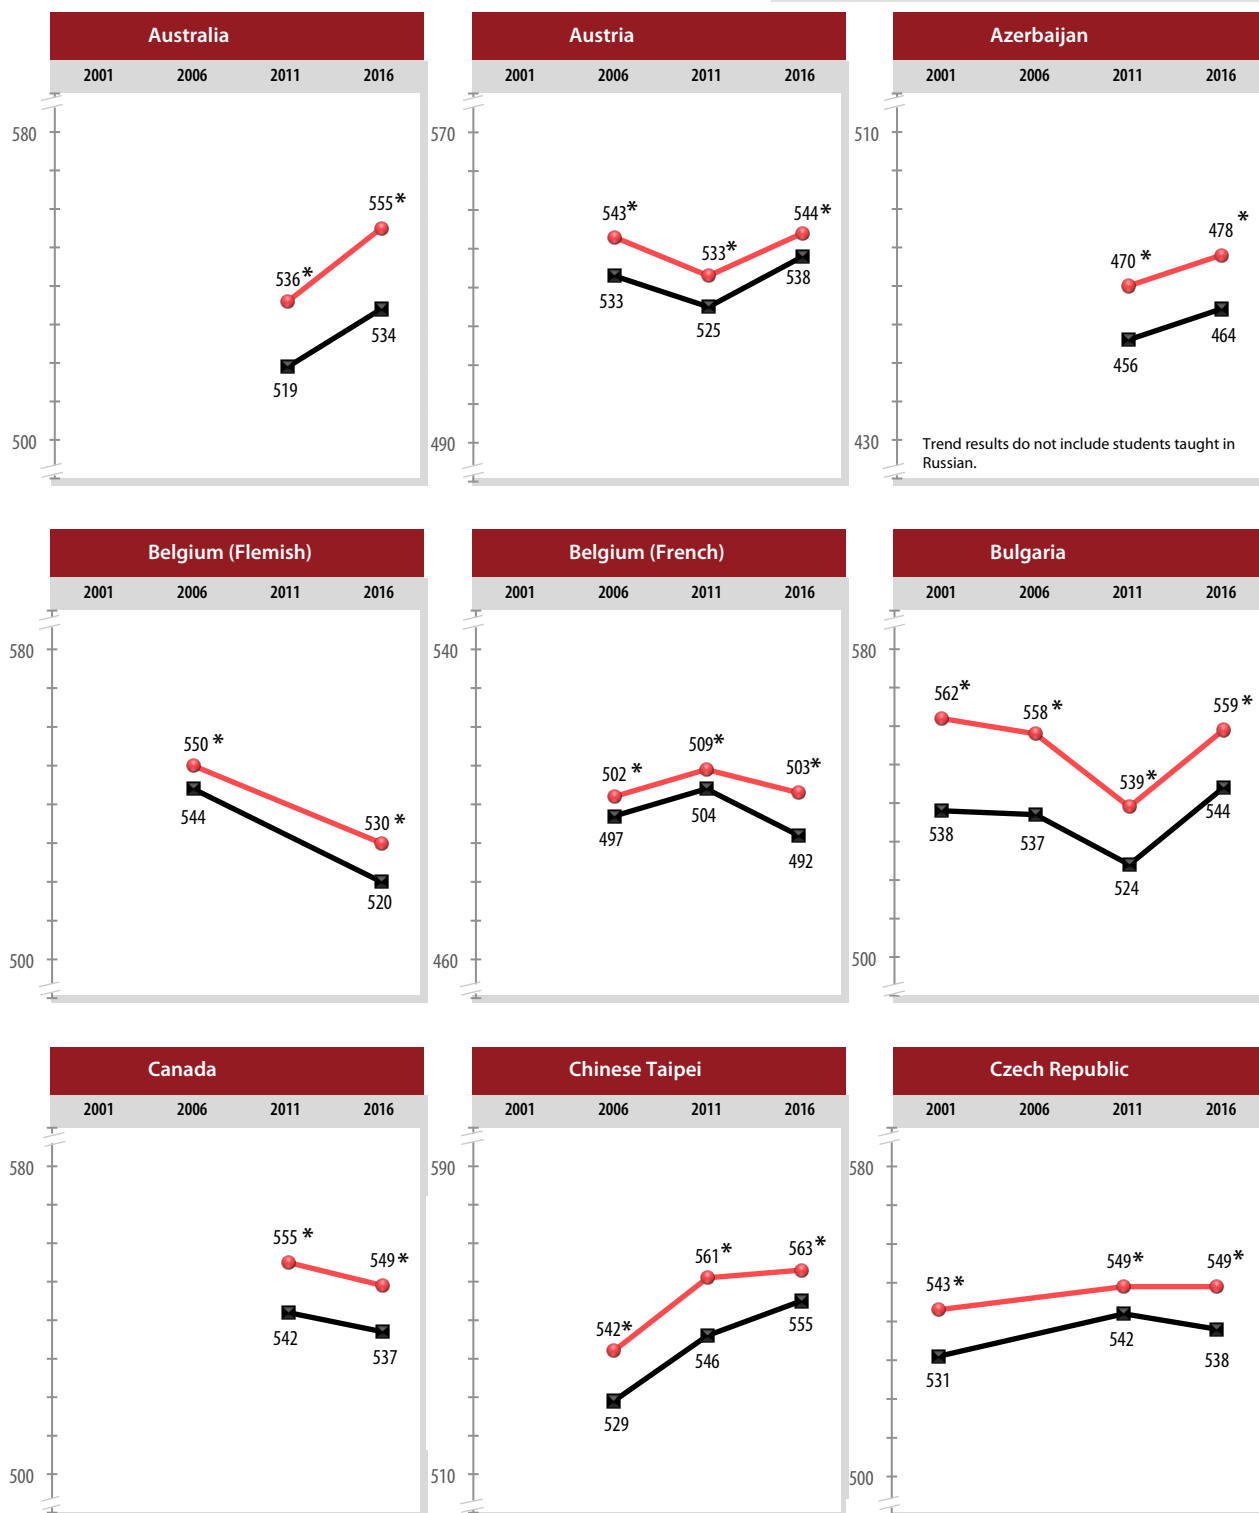 Australia
2001 2006 2011 2016
580
555*
536*
534
519
500
Austria
2001 2006 2011 2016
570
543* 544*
533*
533 538
525
490
Azerbaijan
2001 2006 2011 2016
510
478*
470*
464
456
430
Trend results do not include students taught in
Russian.
Belgium (Flemish)
2001 2006 2011 2016
580
550*
544
530*
520
500
Belgium (French)
2001 2006 2011 2016
540
509*
502* 503*
497 504
492
460
Bulgaria
2001 2006 2011 2016
580
562* 558* 559*
539*
538 537 544
524
500
Canada
2001 2006 2011 2016
580
555* 549*
542 537
500
Chinese Taipei
2001 2006 2011 2016
590
561* 563*
542*
546 555
529
510
Czech Republic
2001 2006 2011 2016
580
543* 549* 549*
531 542 538
500